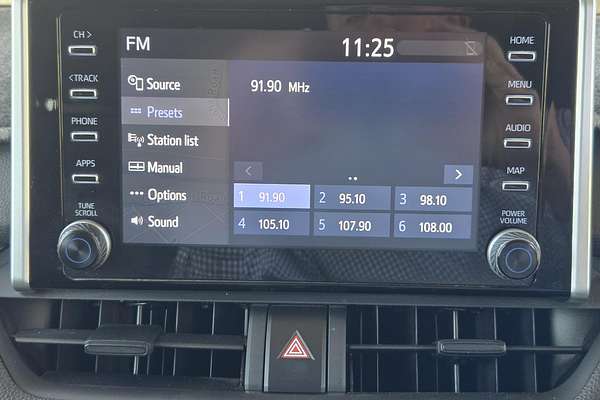 CH >
< TRACK
PHONE
APPS
TUNE
SCROLL
FM
11:25
Source
Presets
Station list
Manual
Options
Sound
91.90 MHz
< >
1 91.90 2 95.10 3 98.10
4 105.10 5 107.90 6 108.00
HOME
MENU
AUDIO
MAP
POWER
VOLUME